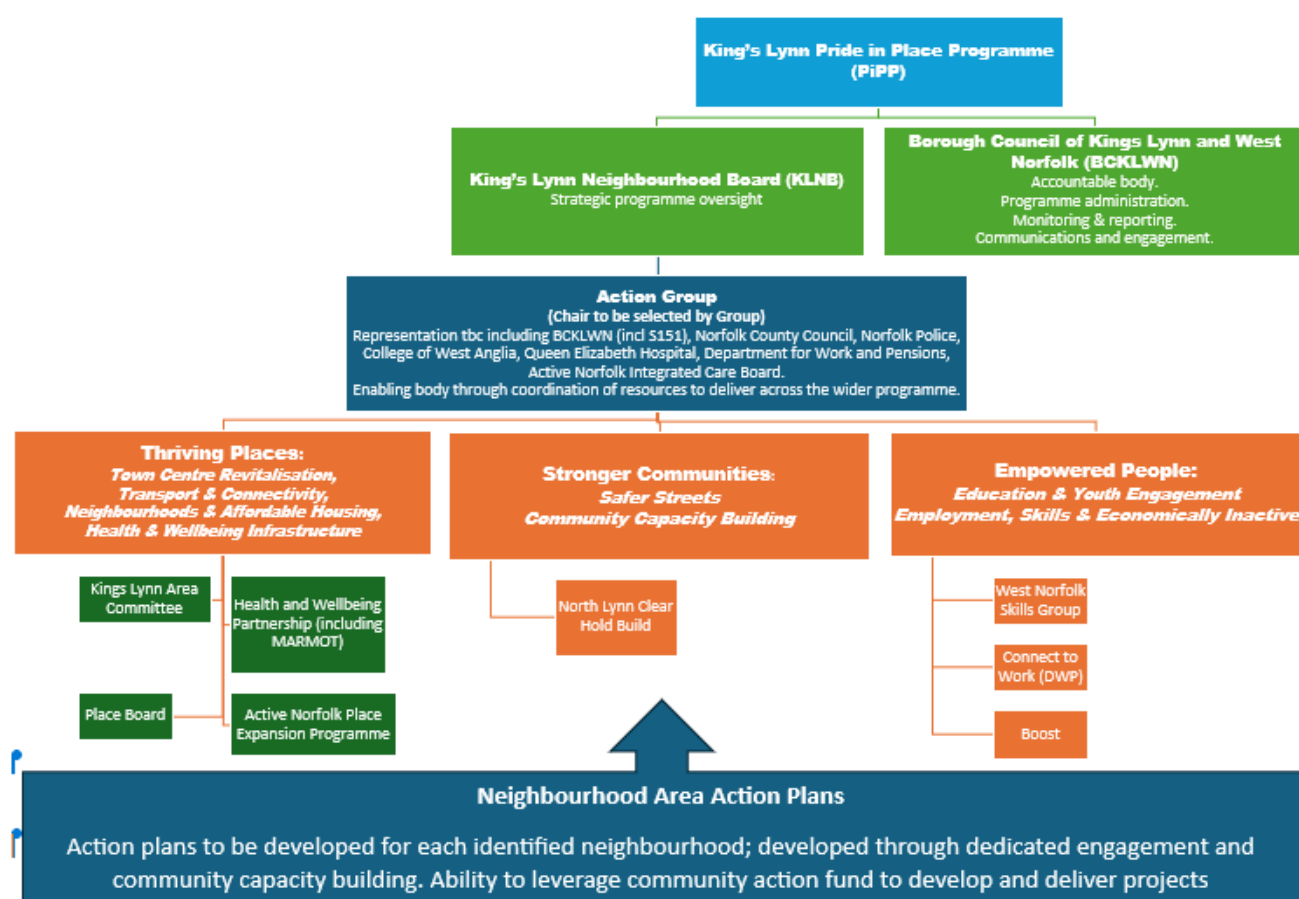 King's Lynn Pride in Place Programme
(PiPP)
King's Lynn Neighbourhood Board (KLNB)
Strategic programme oversight
Borough Council of Kings Lynn and West
Norfolk (BCKLWN)
Accountable body.
Programme administration.
Monitoring & reporting.
Communications and engagement.
Action Group
(Chair to be selected by Group)
Representation tbc including BCKLWN (incl S151), Norfolk County Council, Norfolk Police,
College of West Anglia, Queen Elizabeth Hospital, Department for Work and Pensions,
Active Norfolk Integrated Care Board.
Enabling body through coordination of resources to deliver across the wider programme.
Thriving Places:
Town Centre Revitalisation,
Transport & Connectivity,
Neighbourhoods & Affordable Housing,
Health & Wellbeing Infrastructure
Stronger Communities:
Safer Streets
Community Capacity Building
Empowered People:
Education & Youth Engagement
Employment, Skills & Economically Inactive
Kings Lynn Area
Committee
Health and Wellbeing
Partnership (including
MARMOT)
Place Board
Active Norfolk Place
Expansion Programme
North Lynn Clear
Hold Build
West Norfolk
Skills Group
Connect to
Work (DWP)
Boost
Neighbourhood Area Action Plans
Action plans to be developed for each identified neighbourhood; developed through dedicated engagement and
community capacity building. Ability to leverage community action fund to develop and deliver projects